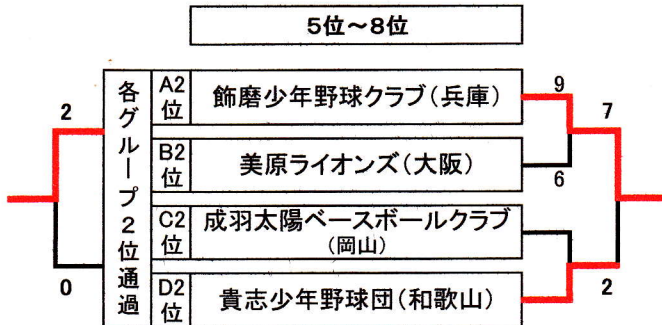 5位～8位
各グループ2位通過
A2位
飾磨少年野球クラブ(兵庫)
B2位
美原ライオンズ(大阪)
C2位
成羽太陽ベースボールクラブ
(岡山)
D2位
貴志少年野球団(和歌山)
2
0
9
6
7
2